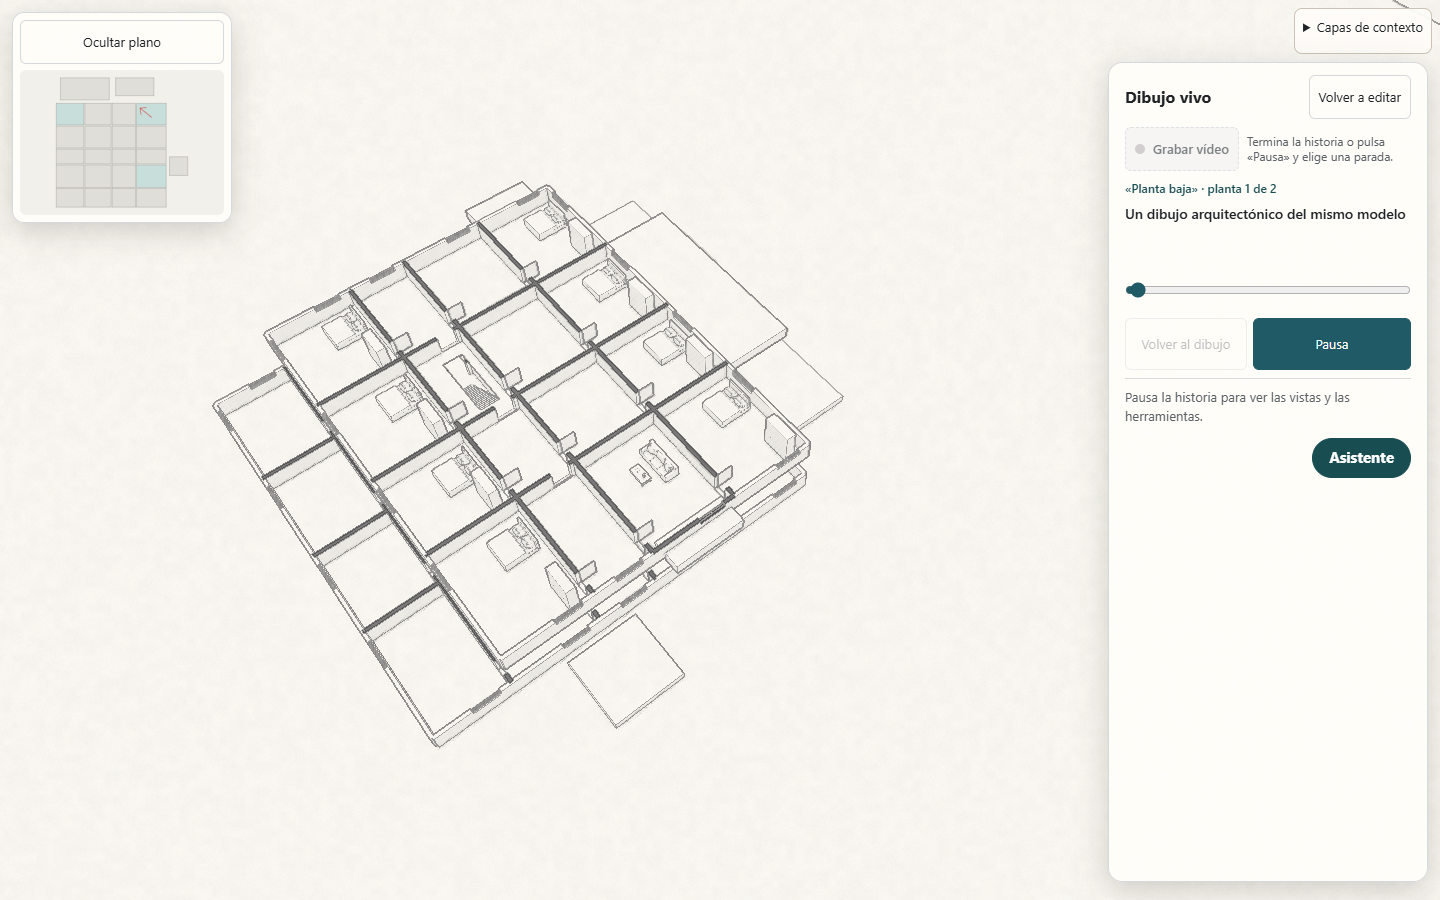 Ocultar plano
▶ Capas de contexto
Dibujo vivo
Volver a editar
Grabar vídeo
Termina la historia o pulsa
«Pausa» y elige una parada.
«Planta baja» · planta 1 de 2
Un dibujo arquitectónico del mismo modelo
Volver al dibujo
Pausa
Pausa la historia para ver las vistas y las
herramientas.
Asistente